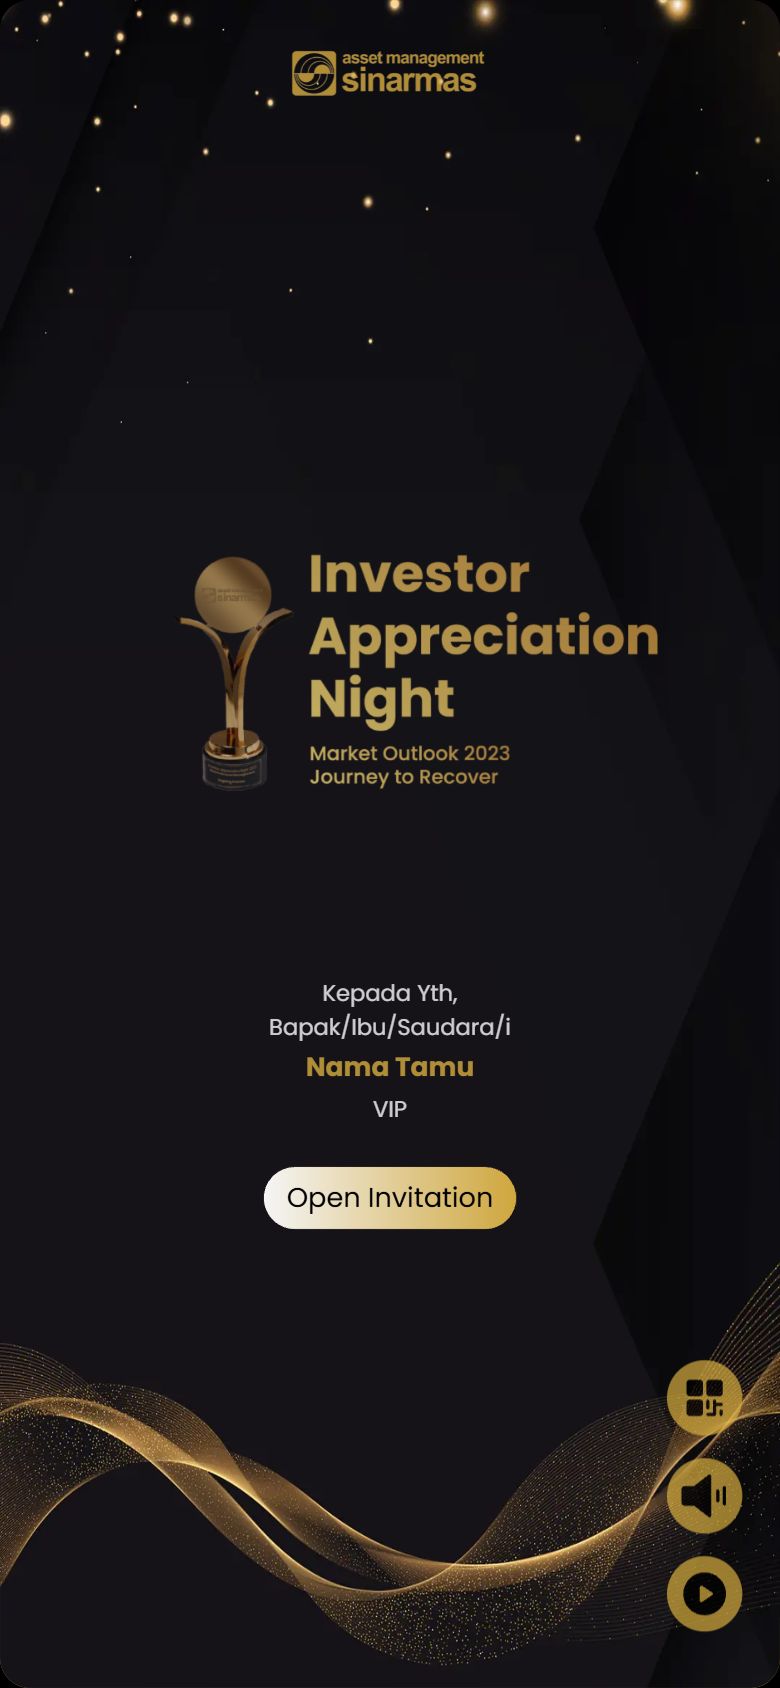 asset management
sinarmas
Investor
Appreciation
Night
Market Outlook 2023
Journey to Recover
Kepada Yth,
Bapak/Ibu/Saudara/i
Nama Tamu
VIP
Open Invitation